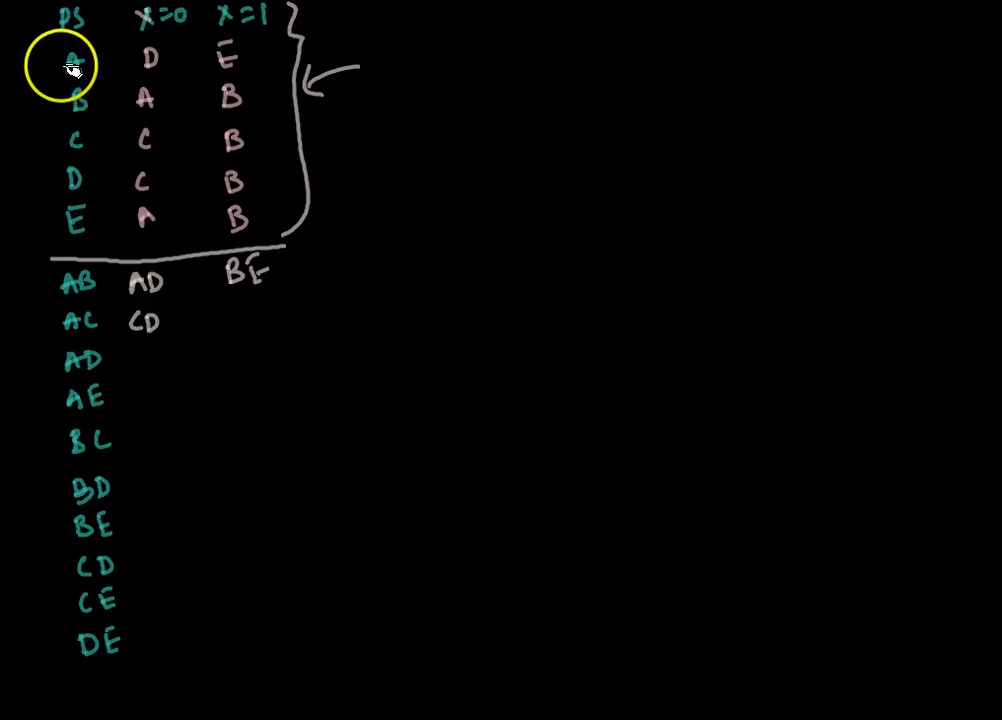 PS X=0 X=1
A D E
B A B
C C B
D C B
E A B
AB AD BE
AC CD
AD
AE
BC
BD
BE
CD
CE
DE